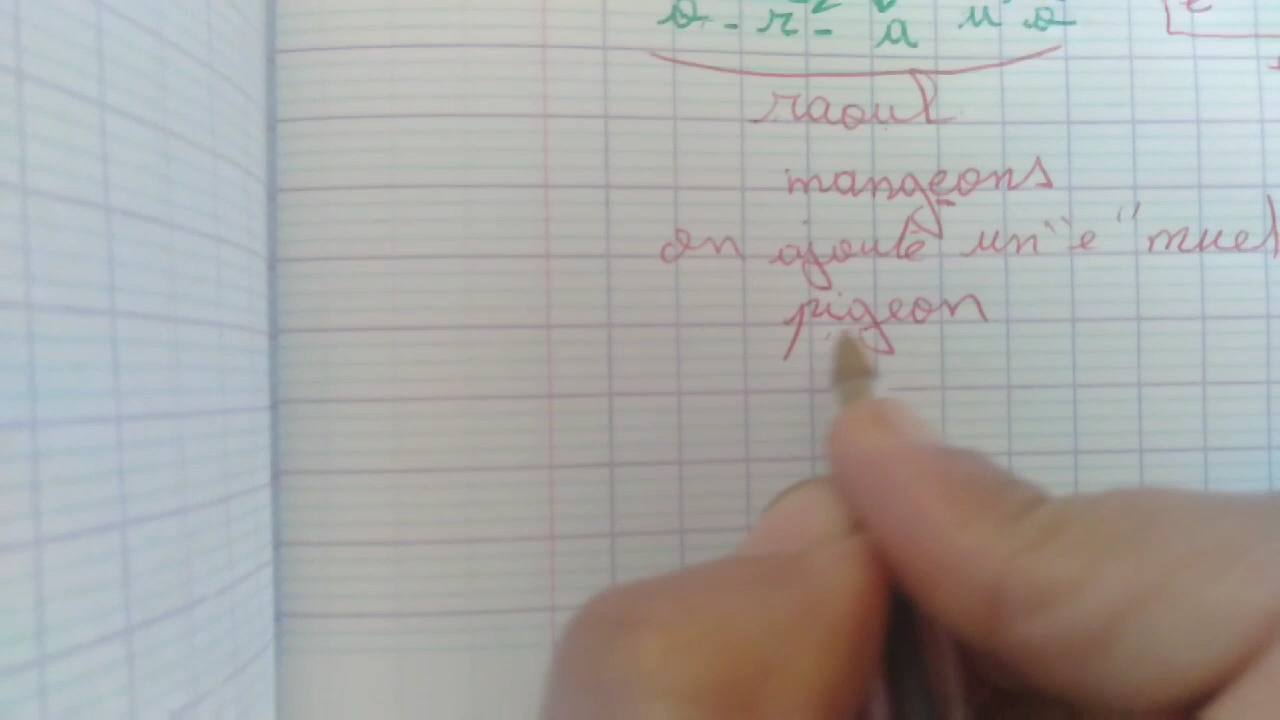 o - r - a u o
raoul
mangeons
on ajoute un "e" muet
pigeon